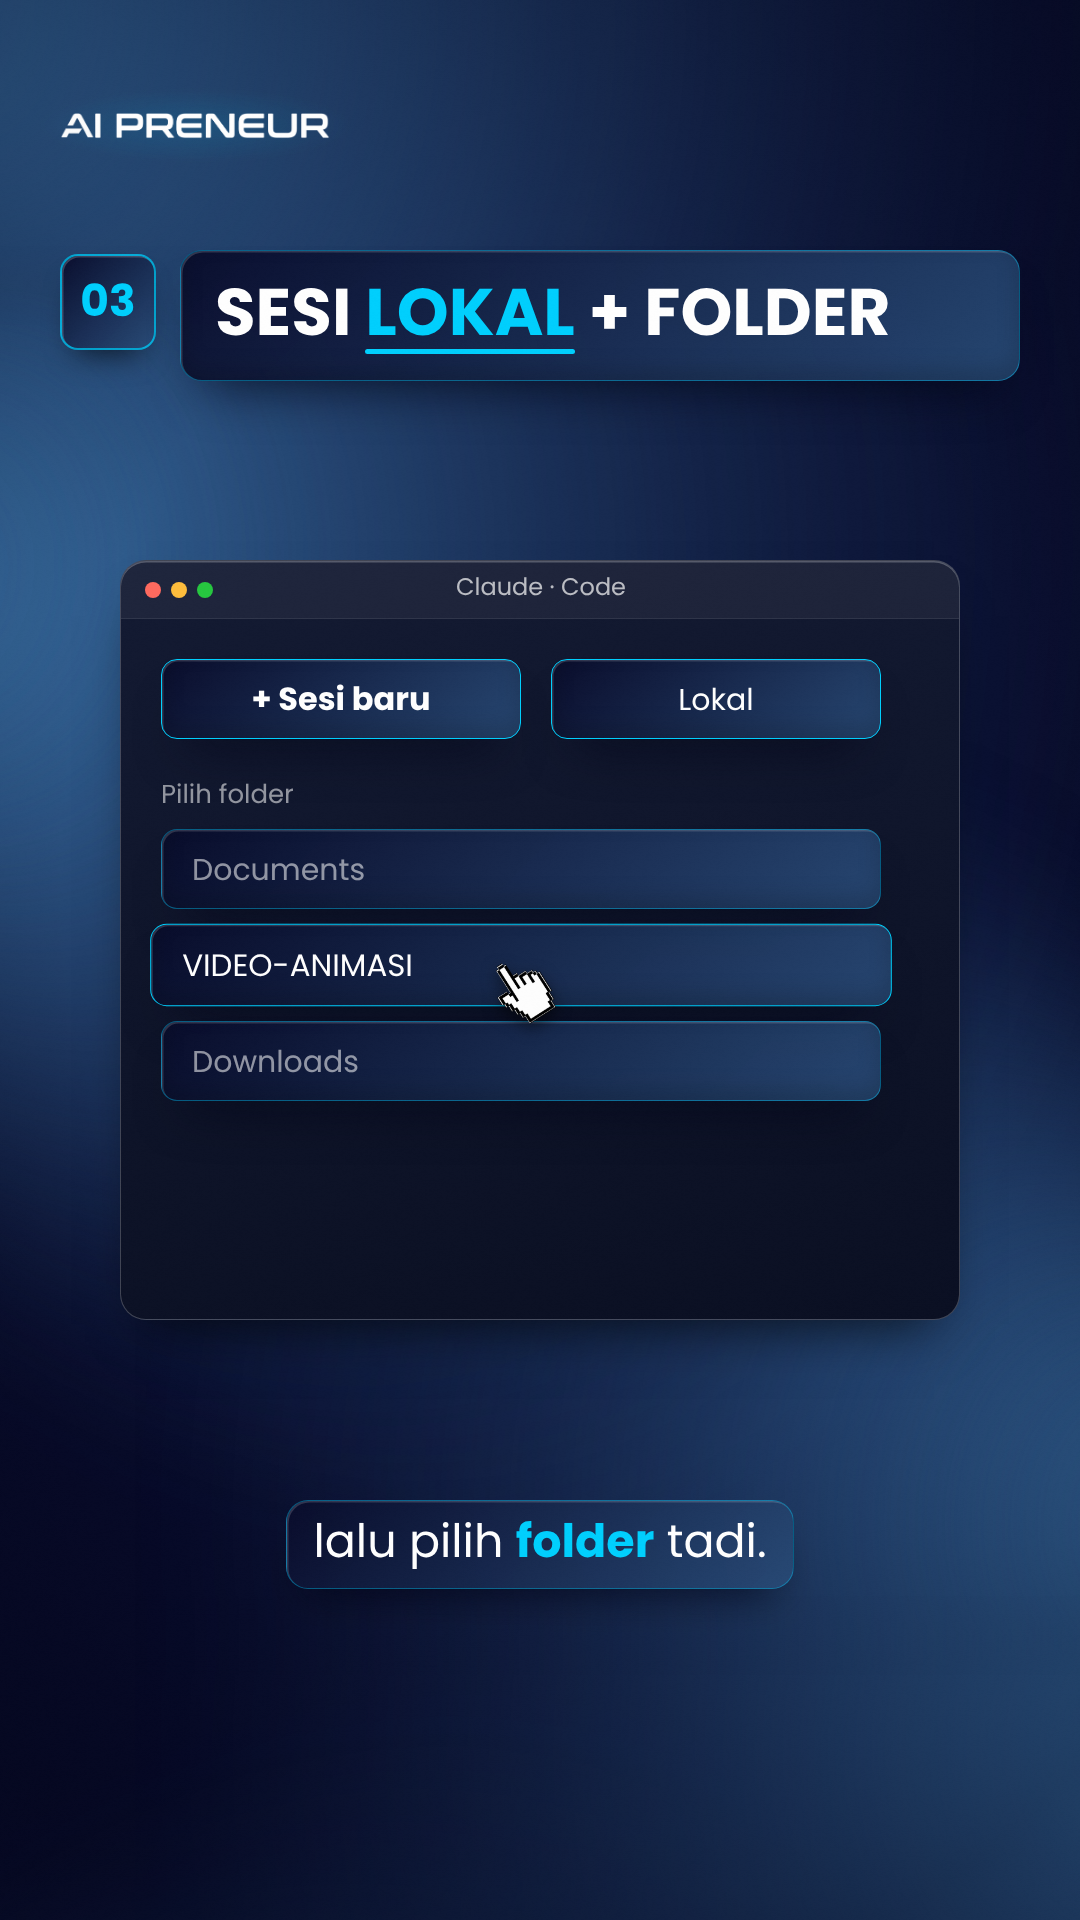 AI PRENEUR
03
SESI LOKAL + FOLDER
Claude · Code
+ Sesi baru
Lokal
Pilih folder
Documents
VIDEO-ANIMASI
Downloads
lalu pilih folder tadi.